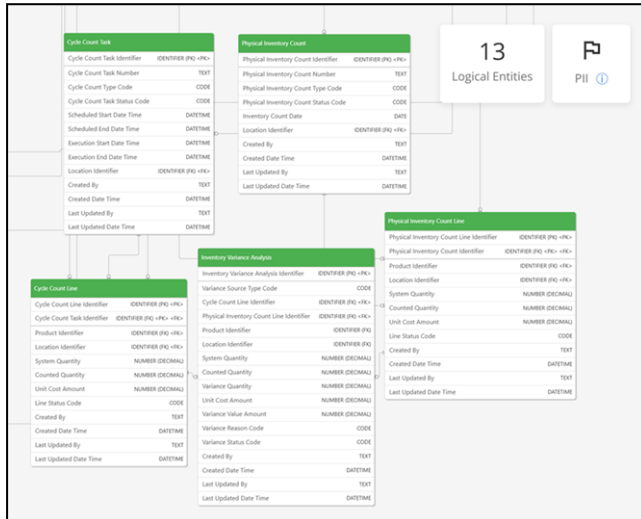 Cycle Count Task
Cycle Count Task Identifier IDENTIFIER (PK) <PK>
Cycle Count Task Number TEXT
Cycle Count Type Code CODE
Cycle Count Task Status Code CODE
Scheduled Start Date Time DATETIME
Scheduled End Date Time DATETIME
Execution Start Date Time DATETIME
Execution End Date Time DATETIME
Location Identifier IDENTIFIER (FK) <FK>
Created By TEXT
Created Date Time DATETIME
Last Updated By TEXT
Last Updated Date Time DATETIME
Physical Inventory Count
Physical Inventory Count Identifier IDENTIFIER (PK) <PK>
Physical Inventory Count Number TEXT
Physical Inventory Count Type Code CODE
Physical Inventory Count Status Code CODE
Inventory Count Date DATE
Location Identifier IDENTIFIER (FK) <FK>
Created By TEXT
Created Date Time DATETIME
Last Updated By TEXT
Last Updated Date Time DATETIME
13
Logical Entities
PII
Physical Inventory Count Line
Physical Inventory Count Line Identifier IDENTIFIER (PK) <PK>
Physical Inventory Count Identifier IDENTIFIER (FK) <PK> <FK>
Product Identifier IDENTIFIER (FK)
Location Identifier IDENTIFIER (FK)
System Quantity NUMBER (DECIMAL)
Counted Quantity NUMBER (DECIMAL)
Unit Cost Amount NUMBER (DECIMAL)
Line Status Code CODE
Created By TEXT
Created Date Time DATETIME
Last Updated By TEXT
Last Updated Date Time DATETIME
Inventory Variance Analysis
Inventory Variance Analysis Identifier IDENTIFIER (PK) <PK>
Variance Source Type Code CODE
Cycle Count Line Identifier IDENTIFIER (FK) <FK>
Physical Inventory Count Line Identifier IDENTIFIER (FK) <FK>
Product Identifier IDENTIFIER (FK)
Location Identifier IDENTIFIER (FK)
System Quantity NUMBER (DECIMAL)
Counted Quantity NUMBER (DECIMAL)
Variance Quantity NUMBER (DECIMAL)
Unit Cost Amount NUMBER (DECIMAL)
Variance Value Amount NUMBER (DECIMAL)
Variance Reason Code CODE
Variance Status Code CODE
Created By TEXT
Created Date Time DATETIME
Last Updated By TEXT
Last Updated Date Time DATETIME
Cycle Count Line
Cycle Count Line Identifier IDENTIFIER (PK) <PK>
Cycle Count Task Identifier IDENTIFIER (FK) <PK> <FK>
Product Identifier IDENTIFIER (FK)
Location Identifier IDENTIFIER (FK)
System Quantity NUMBER (DECIMAL)
Counted Quantity NUMBER (DECIMAL)
Unit Cost Amount NUMBER (DECIMAL)
Line Status Code CODE
Created By TEXT
Created Date Time DATETIME
Last Updated By TEXT
Last Updated Date Time DATETIME